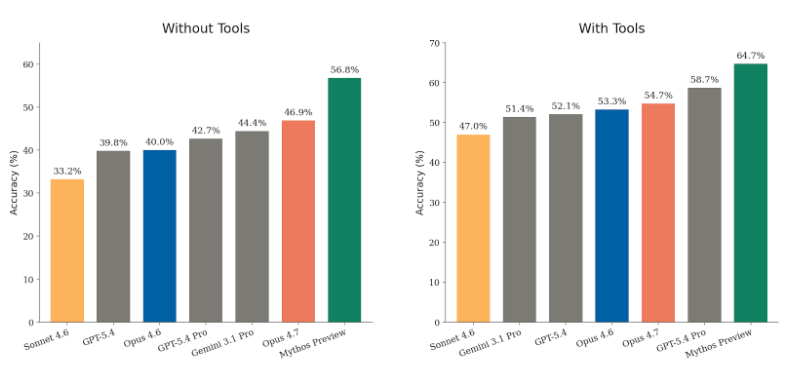 Without Tools
Accuracy (%)
60
50
40
30
20
10
0
33.2%
39.8%
40.0%
42.7%
44.4%
46.9%
56.8%
Sonnet 4.6
GPT-5.4
Opus 4.6
GPT-5.4 Pro
Gemini 3.1 Pro
Opus 4.7
Mythos Preview
With Tools
Accuracy (%)
70
60
50
40
30
20
10
0
47.0%
51.4%
52.1%
53.3%
54.7%
58.7%
64.7%
Sonnet 4.6
Gemini 3.1 Pro
GPT-5.4
Opus 4.6
Opus 4.7
GPT-5.4 Pro
Mythos Preview